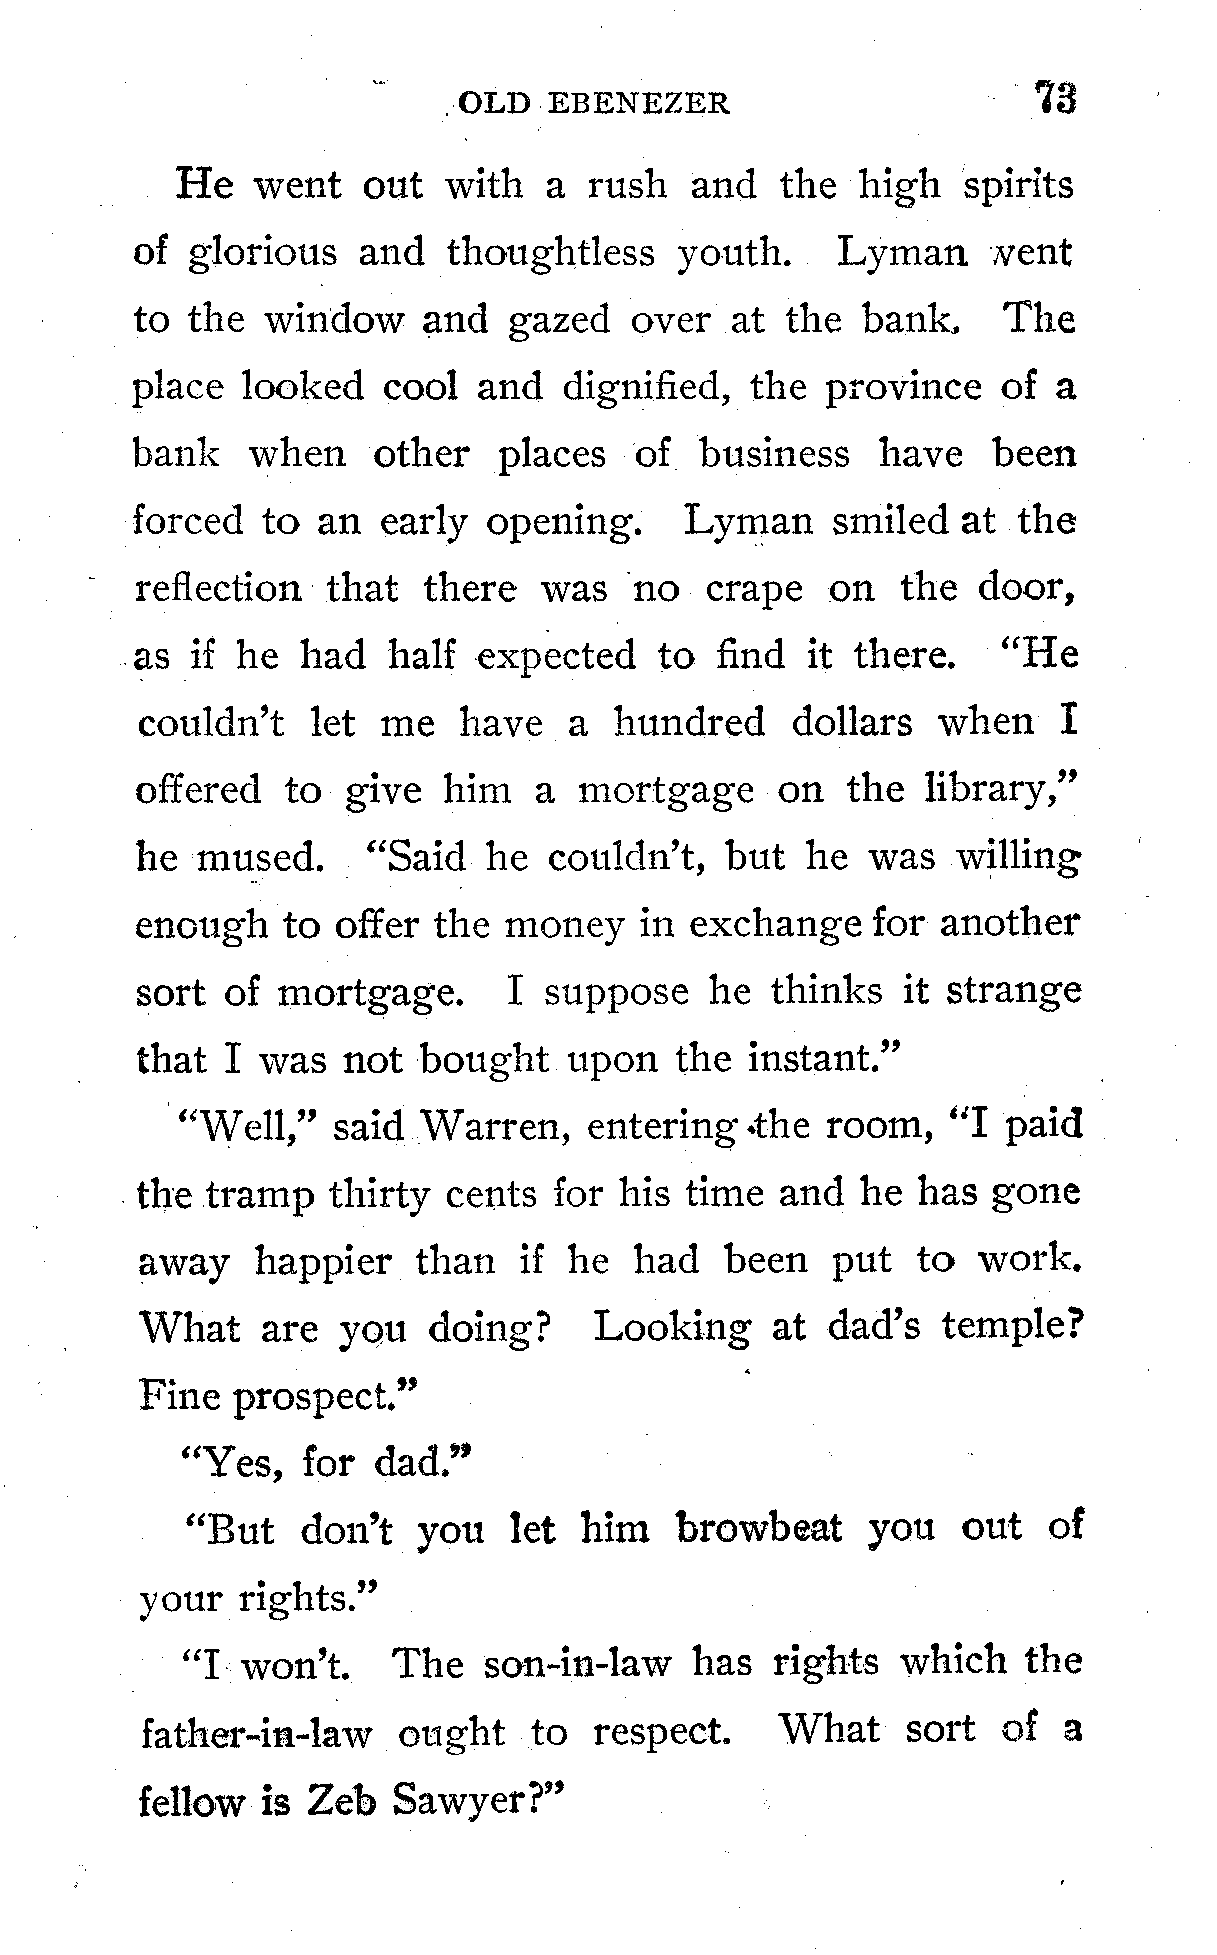 OLD EBENEZER 73
He went out with a rush and the high spirits
of glorious and thoughtless youth. Lyman went
to the window and gazed over at the bank. The
place looked cool and dignified, the province of a
bank when other places of business have been
forced to an early opening. Lyman smiled at the
reflection that there was no crape on the door,
as if he had half expected to find it there. “He
couldn’t let me have a hundred dollars when I
offered to give him a mortgage on the library,”
he mused. “Said he couldn’t, but he was willing
enough to offer the money in exchange for another
sort of mortgage. I suppose he thinks it strange
that I was not bought upon the instant.”
“Well,” said Warren, entering the room, “I paid
the tramp thirty cents for his time and he has gone
away happier than if he had been put to work.
What are you doing? Looking at dad’s temple?
Fine prospect.”
“Yes, for dad.”
“But don’t you let him browbeat you out of
your rights.”
“I won’t. The son-in-law has rights which the
father-in-law ought to respect. What sort of a
fellow is Zeb Sawyer?”